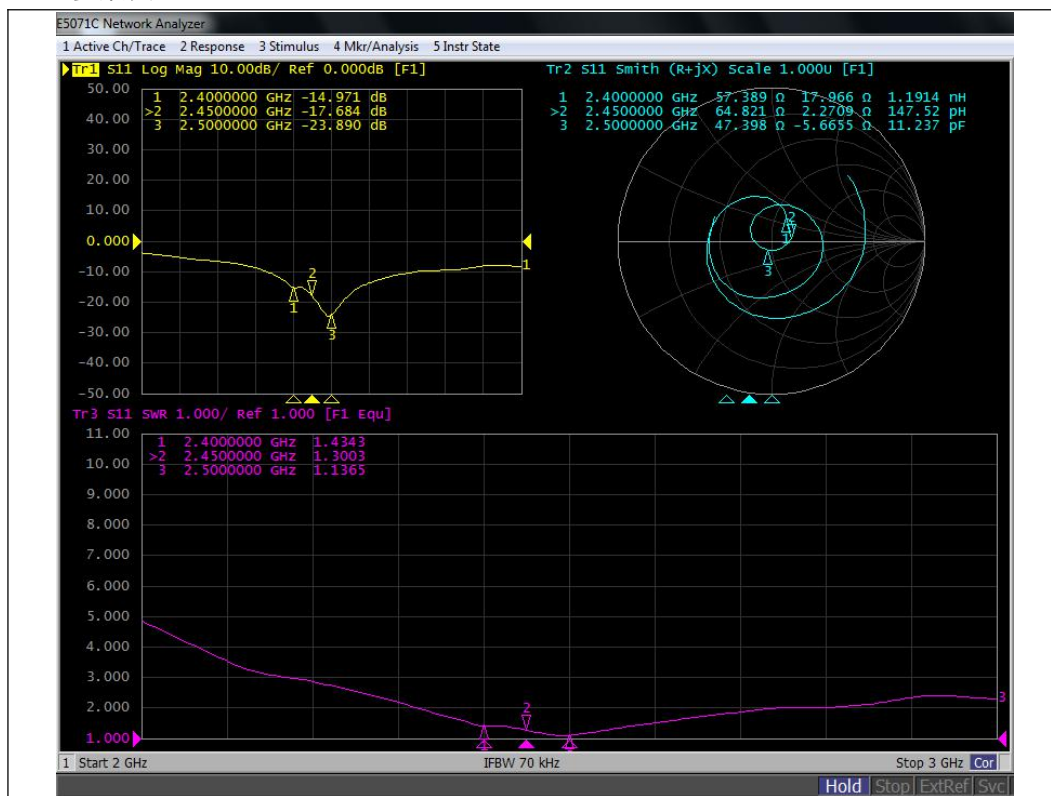 E5071C Network Analyzer
1 Active Ch/Trace 2 Response 3 Stimulus 4 Mkr/Analysis 5 Instr State
Tr1 S11 Log Mag 10.00dB/ Ref 0.000dB [F1]
50.00
40.00
30.00
20.00
10.00
0.000
-10.00
-20.00
-30.00
-40.00
-50.00
1 2.4000000 GHz -14.971 dB
>2 2.4500000 GHz -17.684 dB
3 2.5000000 GHz -23.890 dB
1
2
3
1
Tr2 S11 Smith (R+jX) Scale 1.000U [F1]
1 2.4000000 GHz 57.389 Ω 17.966 Ω 1.1914 nH
>2 2.4500000 GHz 64.821 Ω 2.2709 Ω 147.52 pH
3 2.5000000 GHz 47.398 Ω -5.6655 Ω 11.237 pF
2
1
3
Tr3 S11 SWR 1.000/ Ref 1.000 [F1 Equ]
11.00
10.00
9.000
8.000
7.000
6.000
5.000
4.000
3.000
2.000
1.000
1 2.4000000 GHz 1.4343
>2 2.4500000 GHz 1.3003
3 2.5000000 GHz 1.1365
2
3
1 Start 2 GHz IFBW 70 kHz Stop 3 GHz Cor
Hold Stop ExtRef Svc